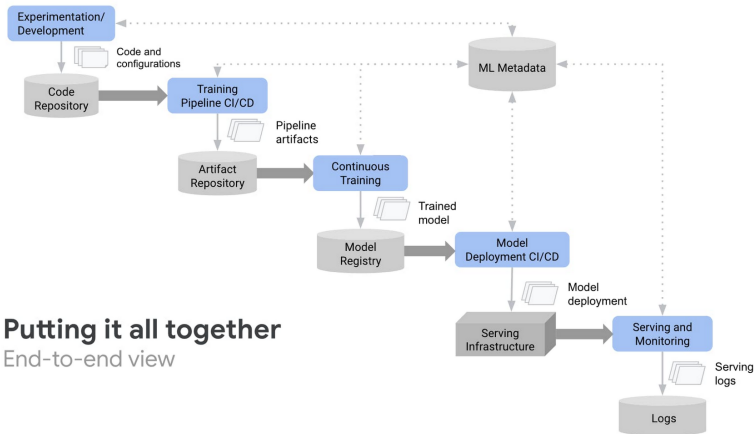 Experimentation/
Development
Code and
configurations
ML Metadata
Code
Repository
Training
Pipeline CI/CD
Pipeline
artifacts
Artifact
Repository
Continuous
Training
Trained
model
Model
Registry
Model
Deployment CI/CD
Model
deployment
Putting it all together
End-to-end view
Serving
Infrastructure
Serving and
Monitoring
Serving
logs
Logs